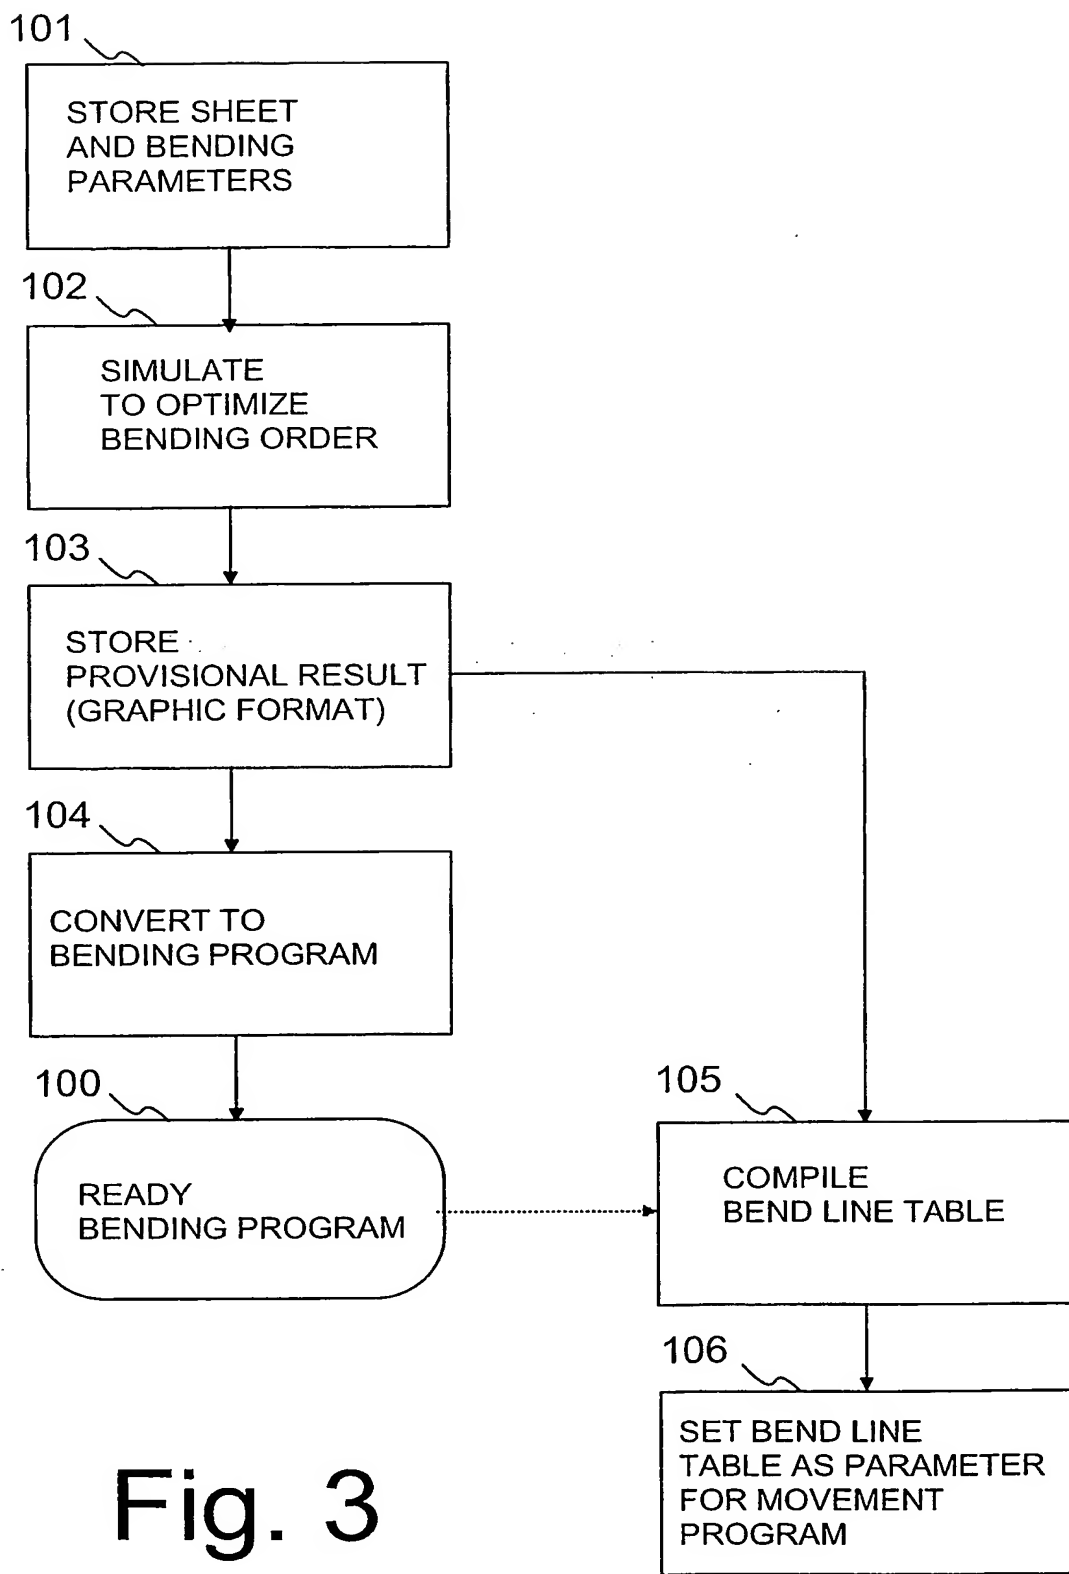 101
STORE SHEET
AND BENDING
PARAMETERS
102
SIMULATE
TO OPTIMIZE
BENDING ORDER
103
STORE
PROVISIONAL RESULT
(GRAPHIC FORMAT)
104
CONVERT TO
BENDING PROGRAM
100
READY
BENDING PROGRAM
105
COMPILE
BEND LINE TABLE
106
SET BEND LINE
TABLE AS PARAMETER
FOR MOVEMENT
PROGRAM
Fig. 3